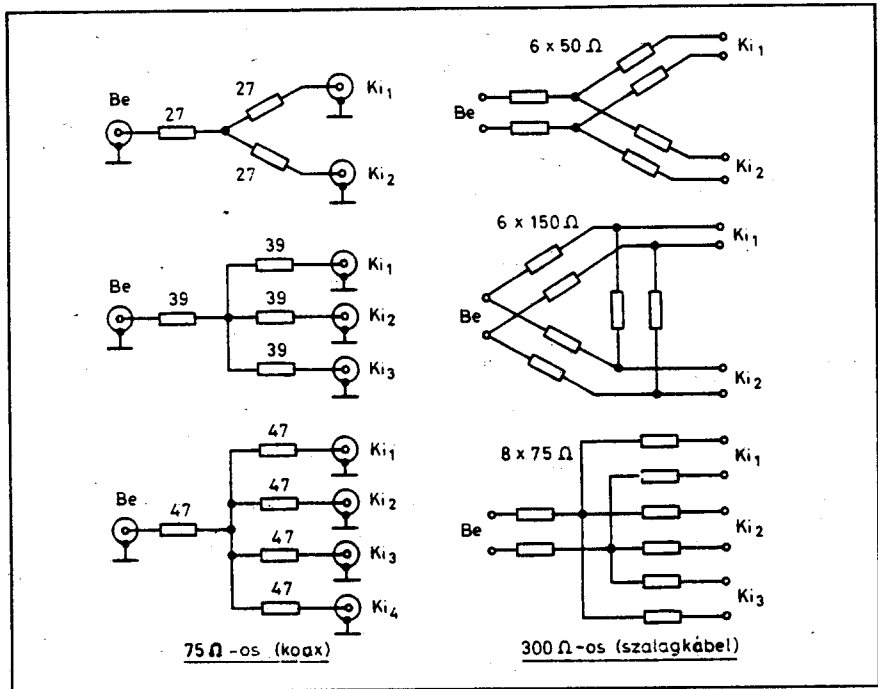 Be
27
27
27
Ki1
Ki2
6 x 50 Ω
Be
Ki1
Ki2
Be
39
39
39
39
Ki1
Ki2
Ki3
6 x 150 Ω
Be
Ki1
Ki2
Be
47
47
47
47
47
Ki1
Ki2
Ki3
Ki4
75 Ω -os (koax)
8 x 75 Ω
Be
Ki1
Ki2
Ki3
300 Ω -os (szalagkábel)